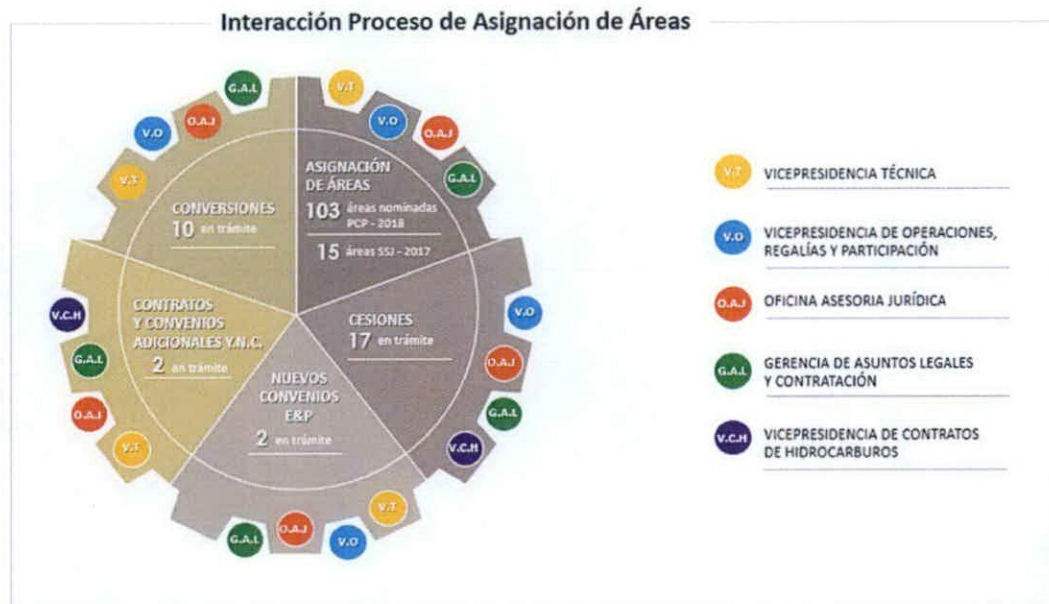 Interacción Proceso de Asignación de Áreas
G.A.L
V.T
O.A.J
V.O
V.O
O.A.J
V.T
G.A.L
ASIGNACIÓN
DE ÁREAS
103 áreas nominadas
PCP - 2018
15 áreas SSJ - 2017
CONVERSIONES
10 en trámite
CONTRATOS
Y CONVENIOS
ADICIONALES Y.N.C.
2 en trámite
CESIONES
17 en trámite
NUEVOS
CONVENIOS
E&P
2 en trámite
V.C.H
G.A.L
O.A.J
V.T
V.O
O.A.J
G.A.L
V.C.H
G.A.L
O.A.J
V.O
V.T
V.T VICEPRESIDENCIA TÉCNICA
V.O VICEPRESIDENCIA DE OPERACIONES,
REGALÍAS Y PARTICIPACIÓN
O.A.J OFICINA ASESORIA JURÍDICA
G.A.L GERENCIA DE ASUNTOS LEGALES
Y CONTRATACIÓN
V.C.H VICEPRESIDENCIA DE CONTRATOS
DE HIDROCARBUROS